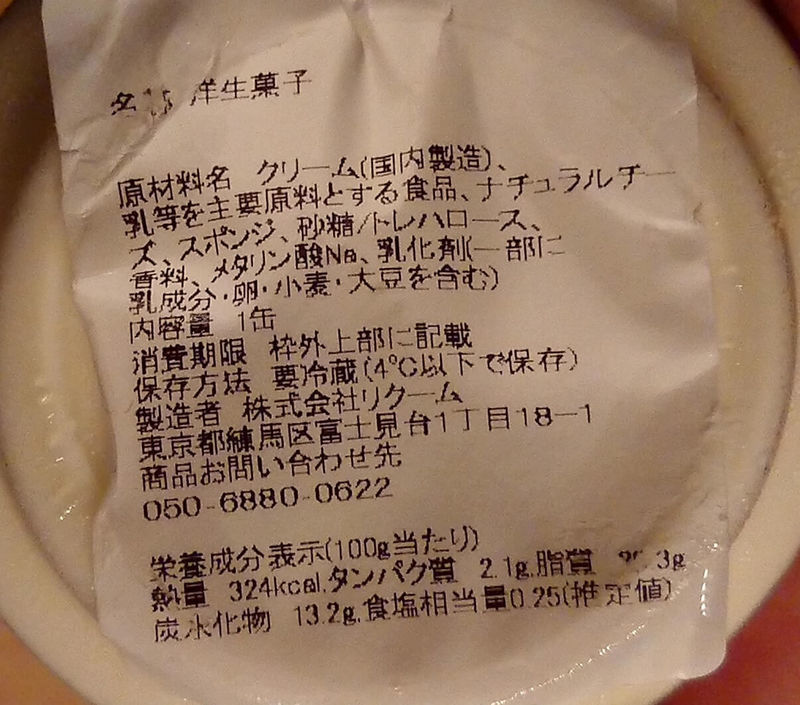 洋生菓子
原材料名 クリーム(国内製造)、
乳等を主要原料とする食品、ナチュラルチー
ズ、スポンジ、砂糖/トレハロース、
香料、メタリン酸Na、乳化剤(一部に
乳成分・卵・小麦・大豆を含む)
内容量 1缶
消費期限 枠外上部に記載
保存方法 要冷蔵(4℃以下で保存)
製造者 株式会社リクーム
東京都練馬区富士見台1丁目18-1
商品お問い合わせ先
050-6880-0622
栄養成分表示(100g当たり)
熱量 324kcal,タンパク質 2.1g,脂質
炭水化物 13.2g,食塩相当量0.25(推定値)